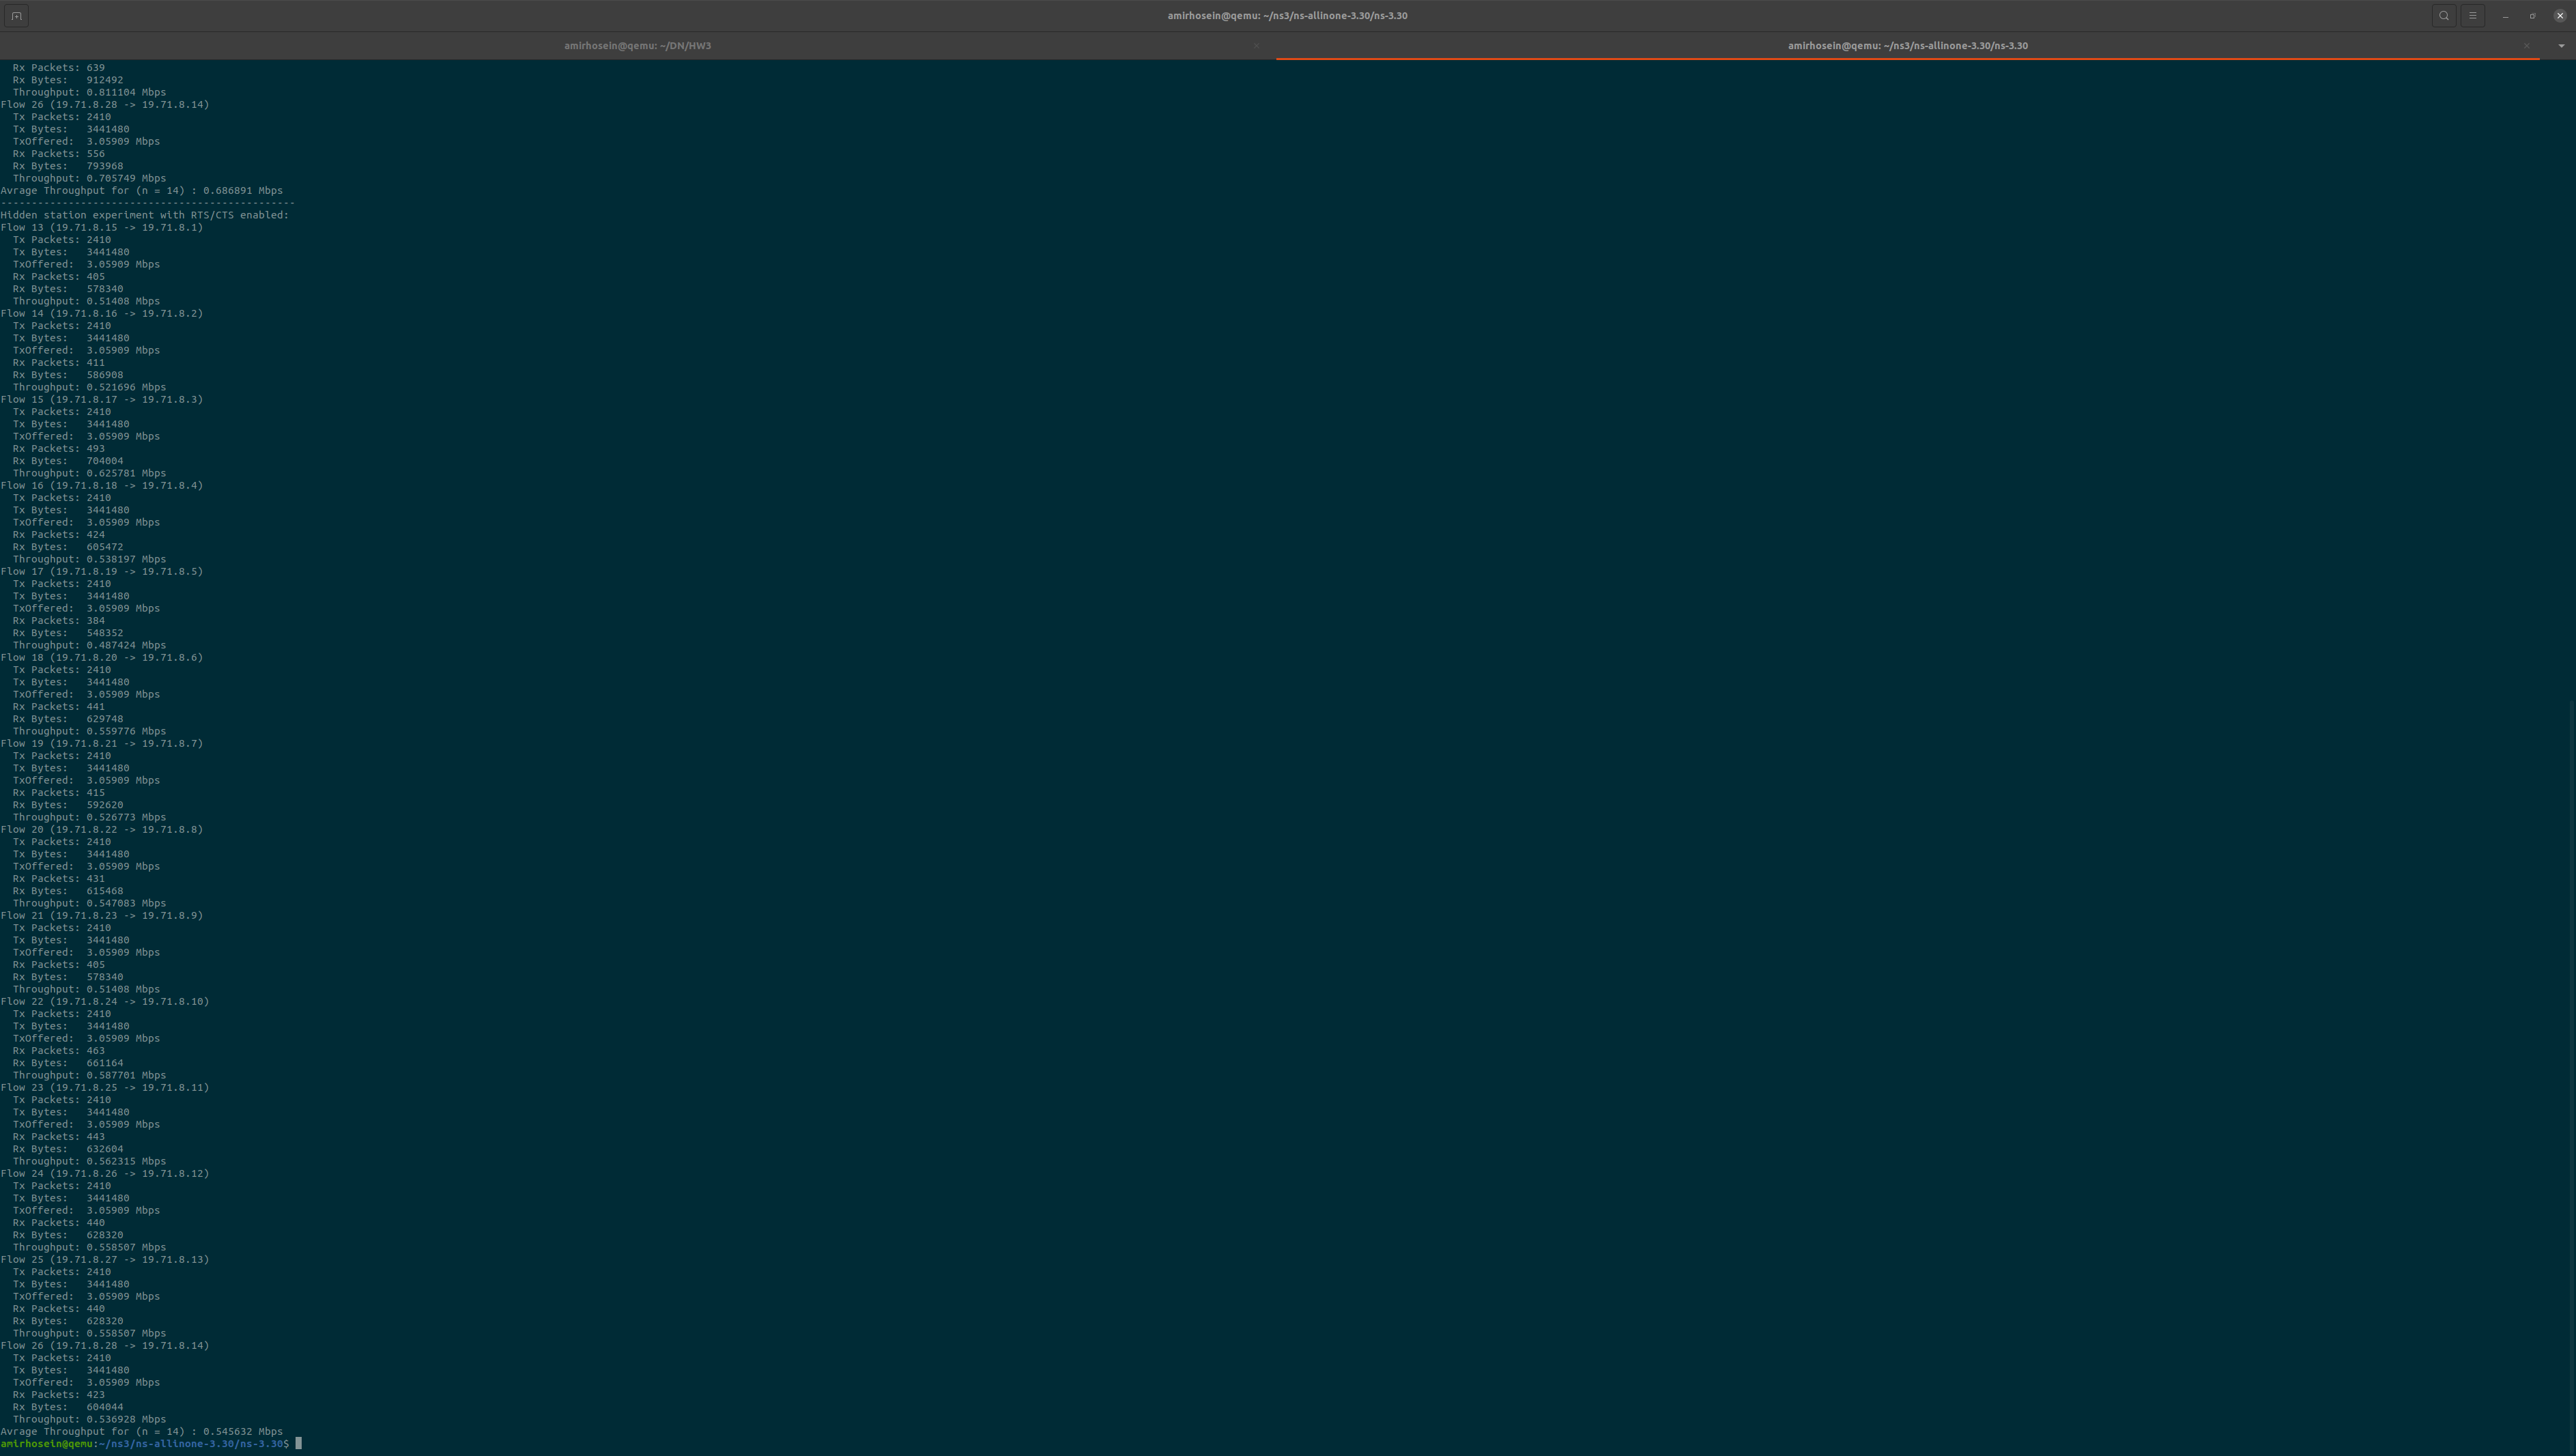 amirhosein@qemu: ~/ns3/ns-allinone-3.30/ns-3.30
amirhosein@qemu: ~/DN/HW3
amirhosein@qemu: ~/ns3/ns-allinone-3.30/ns-3.30
Rx Packets: 639
Rx Bytes:   912492
Throughput: 0.811104 Mbps
Flow 26 (19.71.8.28 -> 19.71.8.14)
Tx Packets: 2410
Tx Bytes:   3441480
TxOffered:  3.05909 Mbps
Rx Packets: 556
Rx Bytes:   793968
Throughput: 0.705749 Mbps
Avrage Throughput for (n = 14) : 0.686891 Mbps
------------------------------------------------
Hidden station experiment with RTS/CTS enabled:
Flow 13 (19.71.8.15 -> 19.71.8.1)
Tx Packets: 2410
Tx Bytes:   3441480
TxOffered:  3.05909 Mbps
Rx Packets: 405
Rx Bytes:   578340
Throughput: 0.51408 Mbps
Flow 14 (19.71.8.16 -> 19.71.8.2)
Tx Packets: 2410
Tx Bytes:   3441480
TxOffered:  3.05909 Mbps
Rx Packets: 411
Rx Bytes:   586908
Throughput: 0.521696 Mbps
Flow 15 (19.71.8.17 -> 19.71.8.3)
Tx Packets: 2410
Tx Bytes:   3441480
TxOffered:  3.05909 Mbps
Rx Packets: 493
Rx Bytes:   704004
Throughput: 0.625781 Mbps
Flow 16 (19.71.8.18 -> 19.71.8.4)
Tx Packets: 2410
Tx Bytes:   3441480
TxOffered:  3.05909 Mbps
Rx Packets: 424
Rx Bytes:   605472
Throughput: 0.538197 Mbps
Flow 17 (19.71.8.19 -> 19.71.8.5)
Tx Packets: 2410
Tx Bytes:   3441480
TxOffered:  3.05909 Mbps
Rx Packets: 384
Rx Bytes:   548352
Throughput: 0.487424 Mbps
Flow 18 (19.71.8.20 -> 19.71.8.6)
Tx Packets: 2410
Tx Bytes:   3441480
TxOffered:  3.05909 Mbps
Rx Packets: 441
Rx Bytes:   629748
Throughput: 0.559776 Mbps
Flow 19 (19.71.8.21 -> 19.71.8.7)
Tx Packets: 2410
Tx Bytes:   3441480
TxOffered:  3.05909 Mbps
Rx Packets: 415
Rx Bytes:   592620
Throughput: 0.526773 Mbps
Flow 20 (19.71.8.22 -> 19.71.8.8)
Tx Packets: 2410
Tx Bytes:   3441480
TxOffered:  3.05909 Mbps
Rx Packets: 431
Rx Bytes:   615468
Throughput: 0.547083 Mbps
Flow 21 (19.71.8.23 -> 19.71.8.9)
Tx Packets: 2410
Tx Bytes:   3441480
TxOffered:  3.05909 Mbps
Rx Packets: 405
Rx Bytes:   578340
Throughput: 0.51408 Mbps
Flow 22 (19.71.8.24 -> 19.71.8.10)
Tx Packets: 2410
Tx Bytes:   3441480
TxOffered:  3.05909 Mbps
Rx Packets: 463
Rx Bytes:   661164
Throughput: 0.587701 Mbps
Flow 23 (19.71.8.25 -> 19.71.8.11)
Tx Packets: 2410
Tx Bytes:   3441480
TxOffered:  3.05909 Mbps
Rx Packets: 443
Rx Bytes:   632604
Throughput: 0.562315 Mbps
Flow 24 (19.71.8.26 -> 19.71.8.12)
Tx Packets: 2410
Tx Bytes:   3441480
TxOffered:  3.05909 Mbps
Rx Packets: 440
Rx Bytes:   628320
Throughput: 0.558507 Mbps
Flow 25 (19.71.8.27 -> 19.71.8.13)
Tx Packets: 2410
Tx Bytes:   3441480
TxOffered:  3.05909 Mbps
Rx Packets: 440
Rx Bytes:   628320
Throughput: 0.558507 Mbps
Flow 26 (19.71.8.28 -> 19.71.8.14)
Tx Packets: 2410
Tx Bytes:   3441480
TxOffered:  3.05909 Mbps
Rx Packets: 423
Rx Bytes:   604044
Throughput: 0.536928 Mbps
Avrage Throughput for (n = 14) : 0.545632 Mbps
amirhosein@qemu:~/ns3/ns-allinone-3.30/ns-3.30$